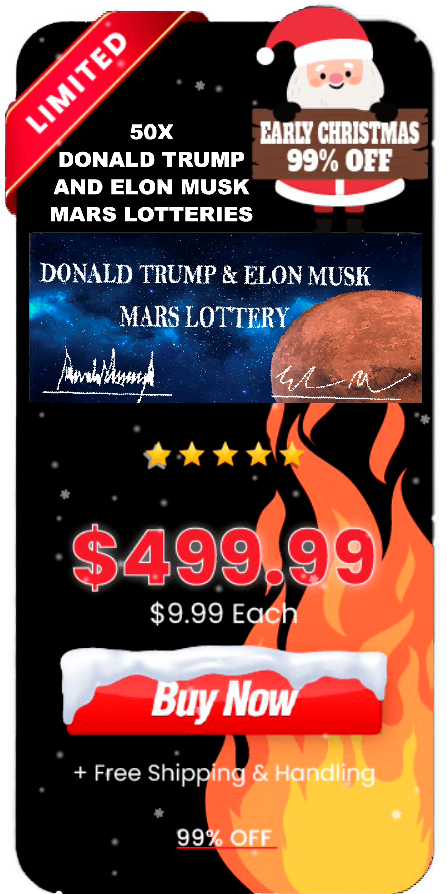 LIMITED
EARLY CHRISTMAS
99% OFF
50X
DONALD TRUMP
AND ELON MUSK
MARS LOTTERIES
DONALD TRUMP & ELON MUSK
MARS LOTTERY
$499.99
$9.99 Each
Buy Now
+ Free Shipping & Handling
99% OFF